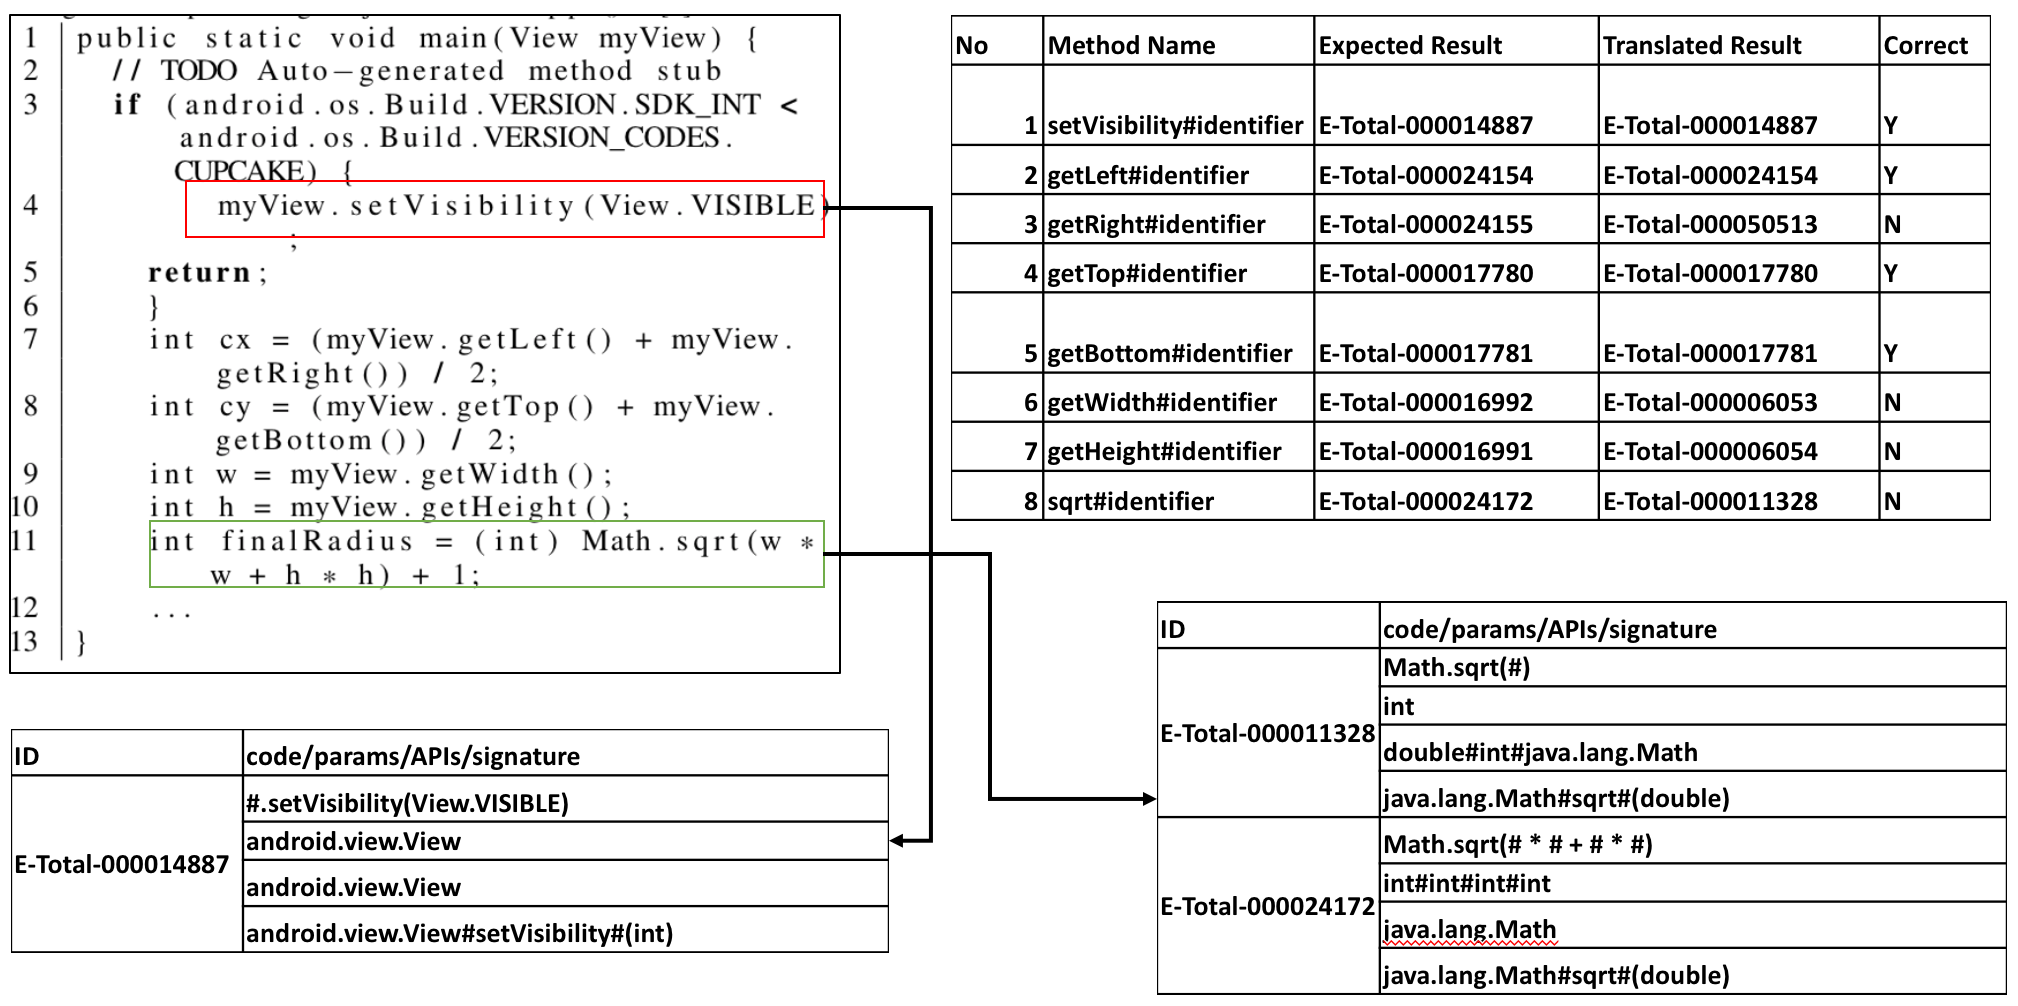 1 public static void main(View myView) {
2 // TODO Auto-generated method stub
3 if (android.os.Build.VERSION.SDK_INT <
android.os.Build.VERSION_CODES.
CUPCAKE) {
4 myView.setVisibility(View.VISIBLE)
;
5 return;
6 }
7 int cx = (myView.getLeft() + myView.
getRight()) / 2;
8 int cy = (myView.getTop() + myView.
getBottom()) / 2;
9 int w = myView.getWidth();
10 int h = myView.getHeight();
11 int finalRadius = (int) Math.sqrt(w *
w + h * h) + 1;
12 ...
13 }
No Method Name Expected Result Translated Result Correct
1 setVisibility#identifier E-Total-000014887 E-Total-000014887 Y
2 getLeft#identifier E-Total-000024154 E-Total-000024154 Y
3 getRight#identifier E-Total-000024155 E-Total-000050513 N
4 getTop#identifier E-Total-000017780 E-Total-000017780 Y
5 getBottom#identifier E-Total-000017781 E-Total-000017781 Y
6 getWidth#identifier E-Total-000016992 E-Total-000006053 N
7 getHeight#identifier E-Total-000016991 E-Total-000006054 N
8 sqrt#identifier E-Total-000024172 E-Total-000011328 N
ID code/params/APIs/signature
E-Total-000014887
#.setVisibility(View.VISIBLE)
android.view.View
android.view.View
android.view.View#setVisibility#(int)
ID code/params/APIs/signature
E-Total-000011328
Math.sqrt(#)
int
double#int#java.lang.Math
java.lang.Math#sqrt#(double)
E-Total-000024172
Math.sqrt(# * # + # * #)
int#int#int#int
java.lang.Math
java.lang.Math#sqrt#(double)